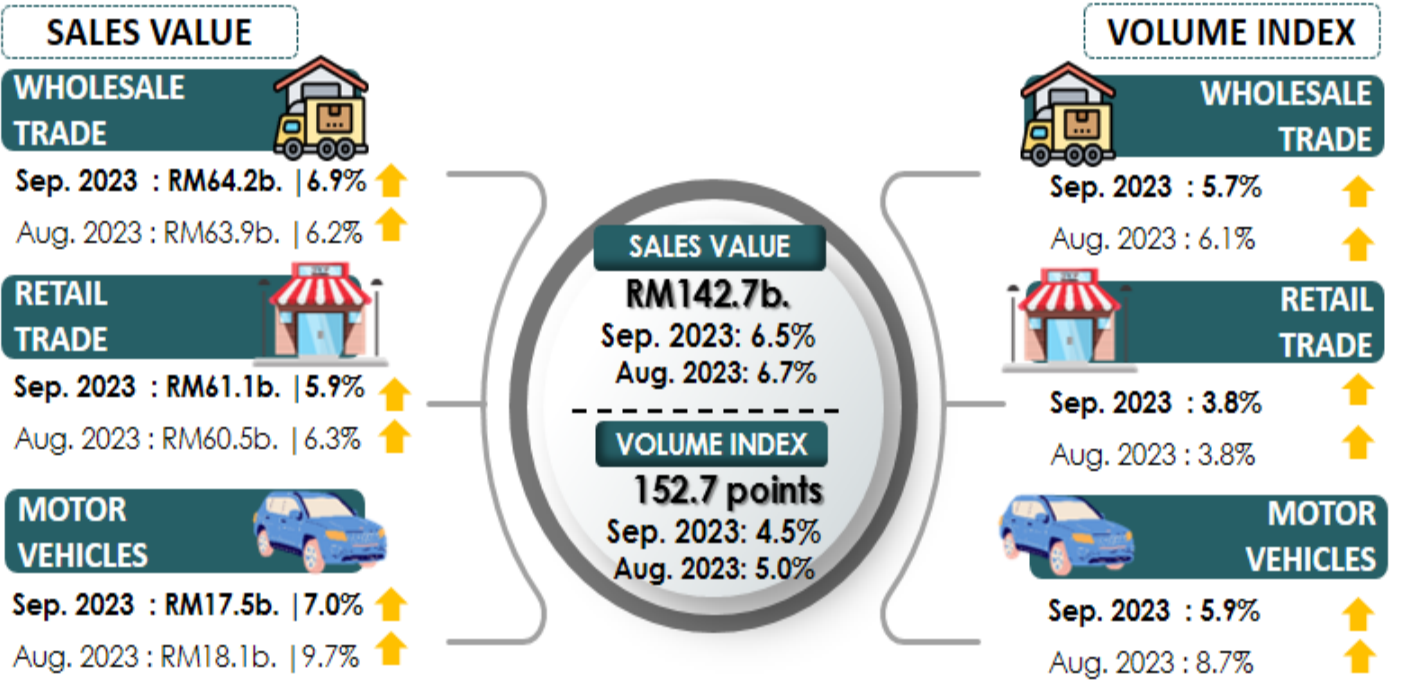 SALES VALUE
WHOLESALE
TRADE
Sep. 2023 : RM64.2b. |6.9%
Aug. 2023 : RM63.9b. |6.2%
RETAIL
TRADE
Sep. 2023 : RM61.1b. |5.9%
Aug. 2023 : RM60.5b. |6.3%
MOTOR
VEHICLES
Sep. 2023 : RM17.5b. |7.0%
Aug. 2023 : RM18.1b. |9.7%
SALES VALUE
RM142.7b.
Sep. 2023: 6.5%
Aug. 2023: 6.7%
VOLUME INDEX
152.7 points
Sep. 2023: 4.5%
Aug. 2023: 5.0%
VOLUME INDEX
WHOLESALE
TRADE
Sep. 2023 : 5.7%
Aug. 2023 : 6.1%
RETAIL
TRADE
Sep. 2023 : 3.8%
Aug. 2023 : 3.8%
MOTOR
VEHICLES
Sep. 2023 : 5.9%
Aug. 2023 : 8.7%